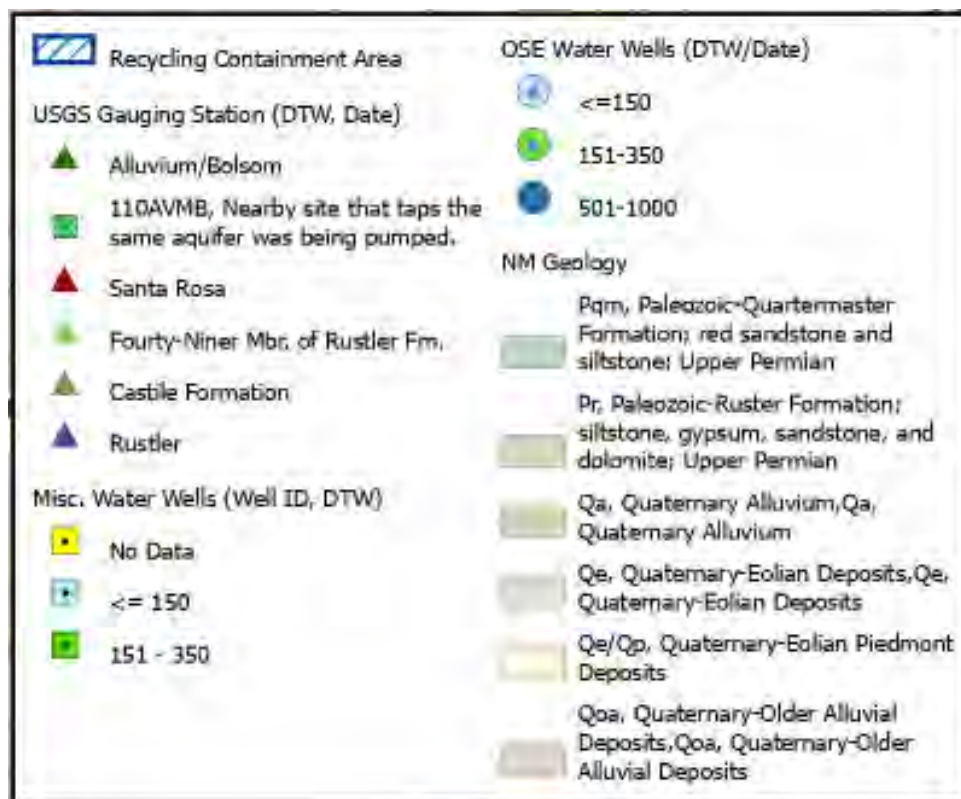 Recycling Containment Area
USGS Gauging Station (DTW, Date)
Alluvium/Bolsom
110AVMB, Nearby site that taps the
same aquifer was being pumped.
Santa Rosa
Fourty-Niner Mbr. of Rustler Fm.
Castile Formation
Rustler
Misc. Water Wells (Well ID, DTW)
No Data
<= 150
151 - 350
OSE Water Wells (DTW/Date)
<=150
151-350
501-1000
NM Geology
Pqm, Paleozoic-Quartermaster
Formation; red sandstone and
siltstone; Upper Permian
Pr, Paleozoic-Ruster Formation;
siltstone, gypsum, sandstone, and
dolomite; Upper Permian
Qa, Quaternary Alluvium,Qa,
Quaternary Alluvium
Qe, Quaternary-Eolian Deposits,Qe,
Quaternary-Eolian Deposits
Qe/Qp, Quaternary-Eolian Piedmont
Deposits
Qoa, Quaternary-Older Alluvial
Deposits,Qoa, Quaternary-Older
Alluvial Deposits